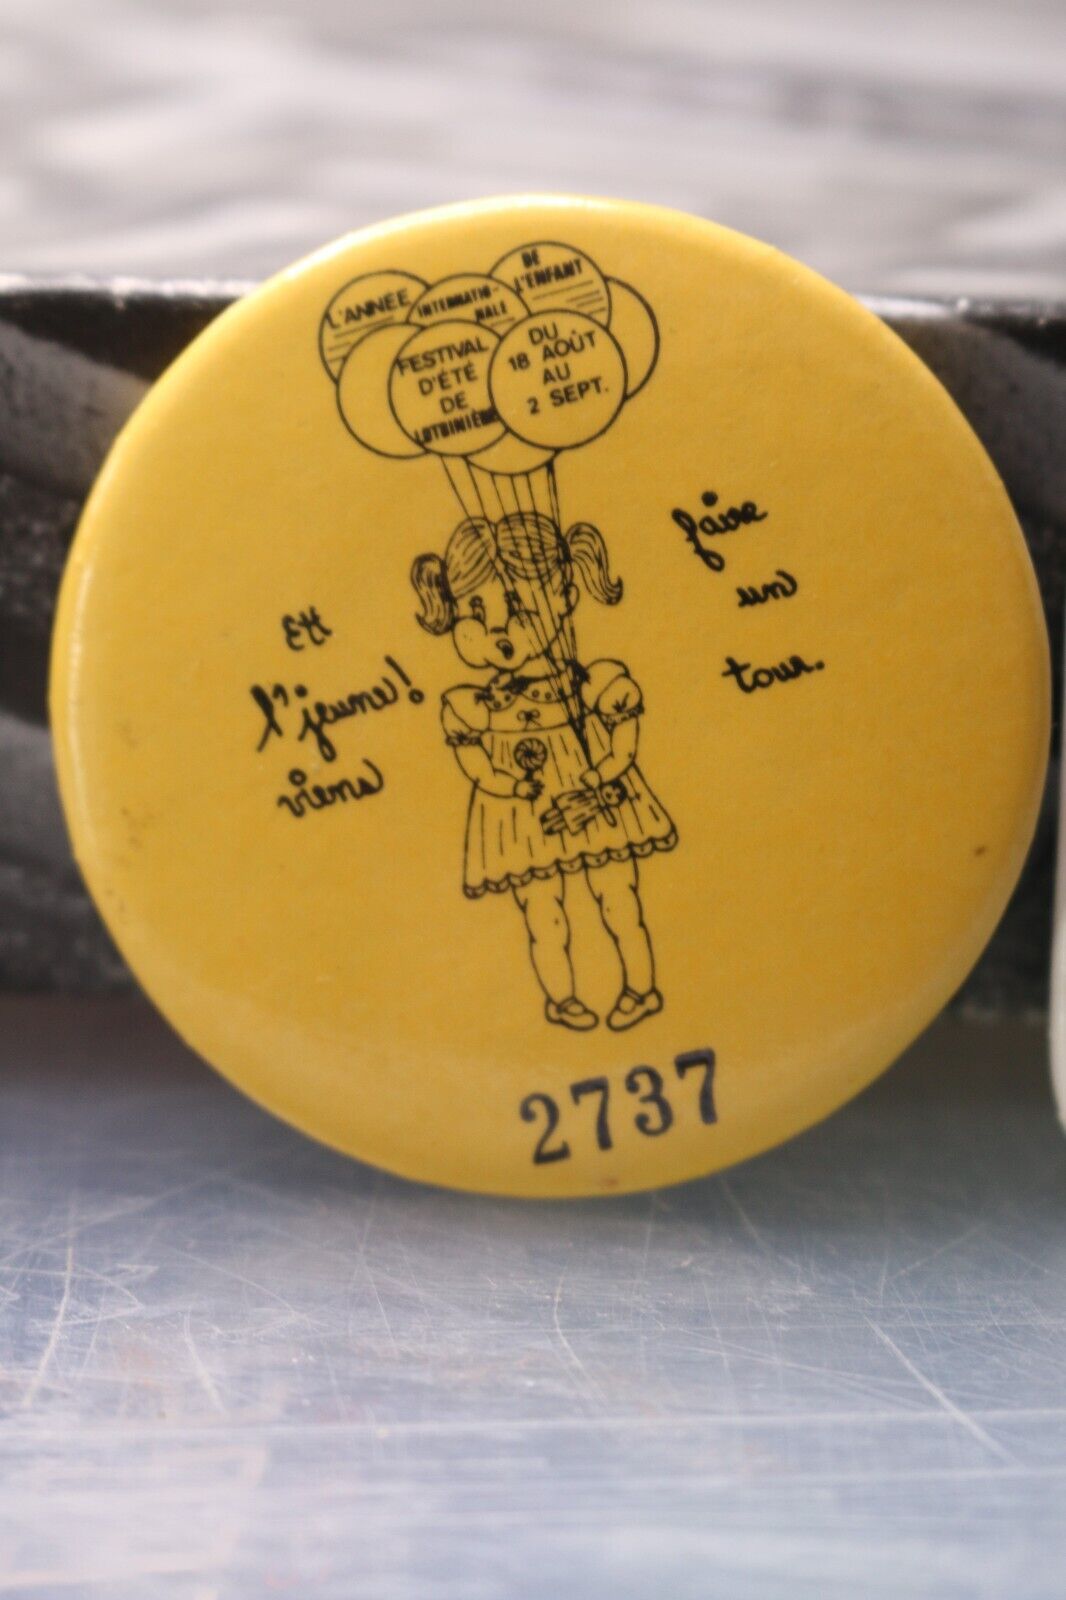 L'ANNEE
INTERNATIO-
NALE
DE
L'ENFANT
FESTIVAL
D'ÉTÉ
DE
LOTBINIÈRE
DU
18 AOÛT
AU
2 SEPT.
Eh
l'jeune!
viens
faire
un
tour.
2737